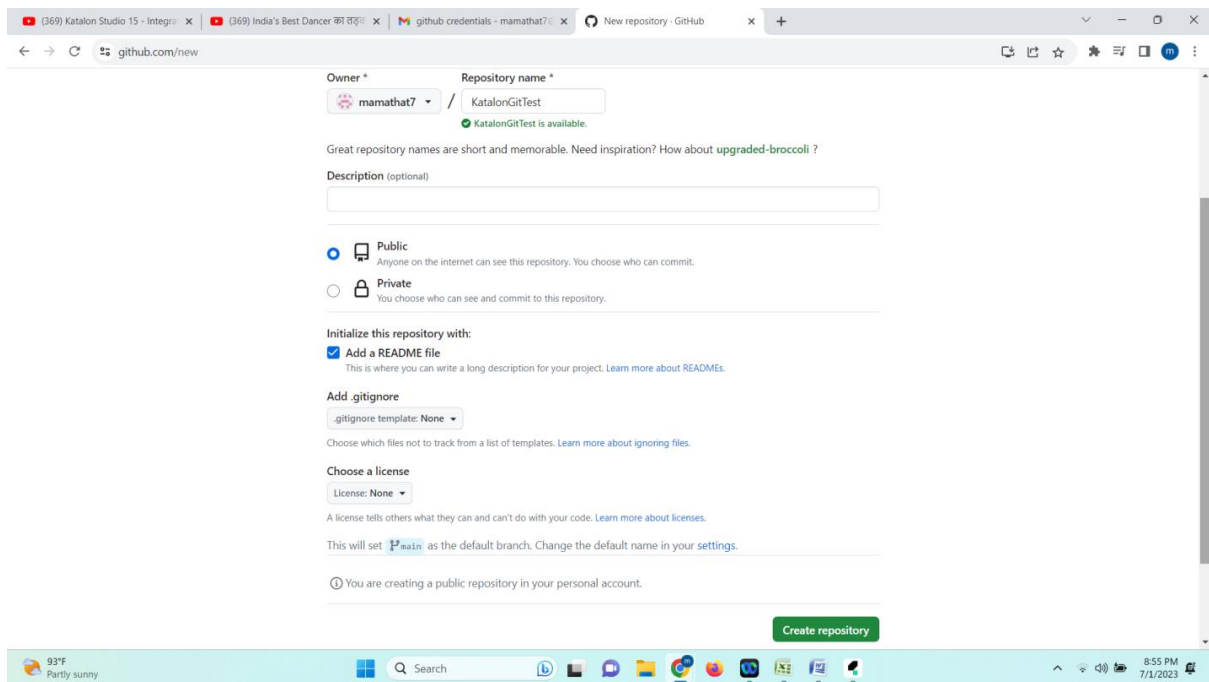 (369) Katalon Studio 15 - Integra
(369) India's Best Dancer का तड़क
github credentials - mamathat7@
New repository · GitHub
github.com/new
m
Owner *
Repository name *
mamathat7
/
KatalonGitTest
KatalonGitTest is available.
Great repository names are short and memorable. Need inspiration? How about upgraded-broccoli ?
Description (optional)
Public
Anyone on the internet can see this repository. You choose who can commit.
Private
You choose who can see and commit to this repository.
Initialize this repository with:
Add a README file
This is where you can write a long description for your project. Learn more about READMEs.
Add .gitignore
.gitignore template: None
Choose which files not to track from a list of templates. Learn more about ignoring files.
Choose a license
License: None
A license tells others what they can and can't do with your code. Learn more about licenses.
This will set main as the default branch. Change the default name in your settings.
You are creating a public repository in your personal account.
Create repository
93°F
Partly sunny
Search
8:55 PM
7/1/2023